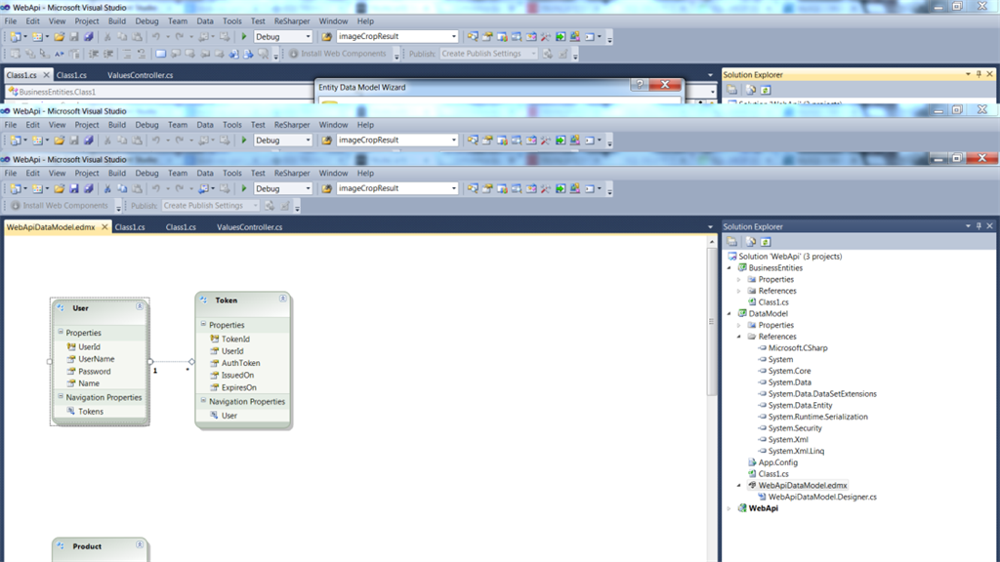 WebApi - Microsoft Visual Studio
File Edit View Project Build Debug Team Data Tools Test ReSharper Window Help
Debug imageCropResult
Install Web Components Publish: Create Publish Settings
Class1.cs Class1.cs ValuesController.cs Solution Explorer
BusinessEntities.Class1 Entity Data Model Wizard
Solution 'WebApi' (3 projects)
WebApi - Microsoft Visual Studio
File Edit View Project Build Debug Team Data Tools Test ReSharper Window Help
Debug imageCropResult
WebApi - Microsoft Visual Studio
File Edit View Project Build Debug Team Data Tools Test ReSharper Window Help
Debug imageCropResult
Install Web Components Publish: Create Publish Settings
WebApiDataModel.edmx Class1.cs Class1.cs ValuesController.cs
User
Properties
UserId
UserName
Password
Name
Navigation Properties
Tokens
1 *
Token
Properties
TokenId
UserId
AuthToken
IssuedOn
ExpiresOn
Navigation Properties
User
Product
Solution Explorer
Solution 'WebApi' (3 projects)
BusinessEntities
Properties
References
Class1.cs
DataModel
Properties
References
Microsoft.CSharp
System
System.Core
System.Data
System.Data.DataSetExtensions
System.Data.Entity
System.Runtime.Serialization
System.Security
System.Xml
System.Xml.Linq
App.Config
Class1.cs
WebApiDataModel.edmx
WebApiDataModel.Designer.cs
WebApi